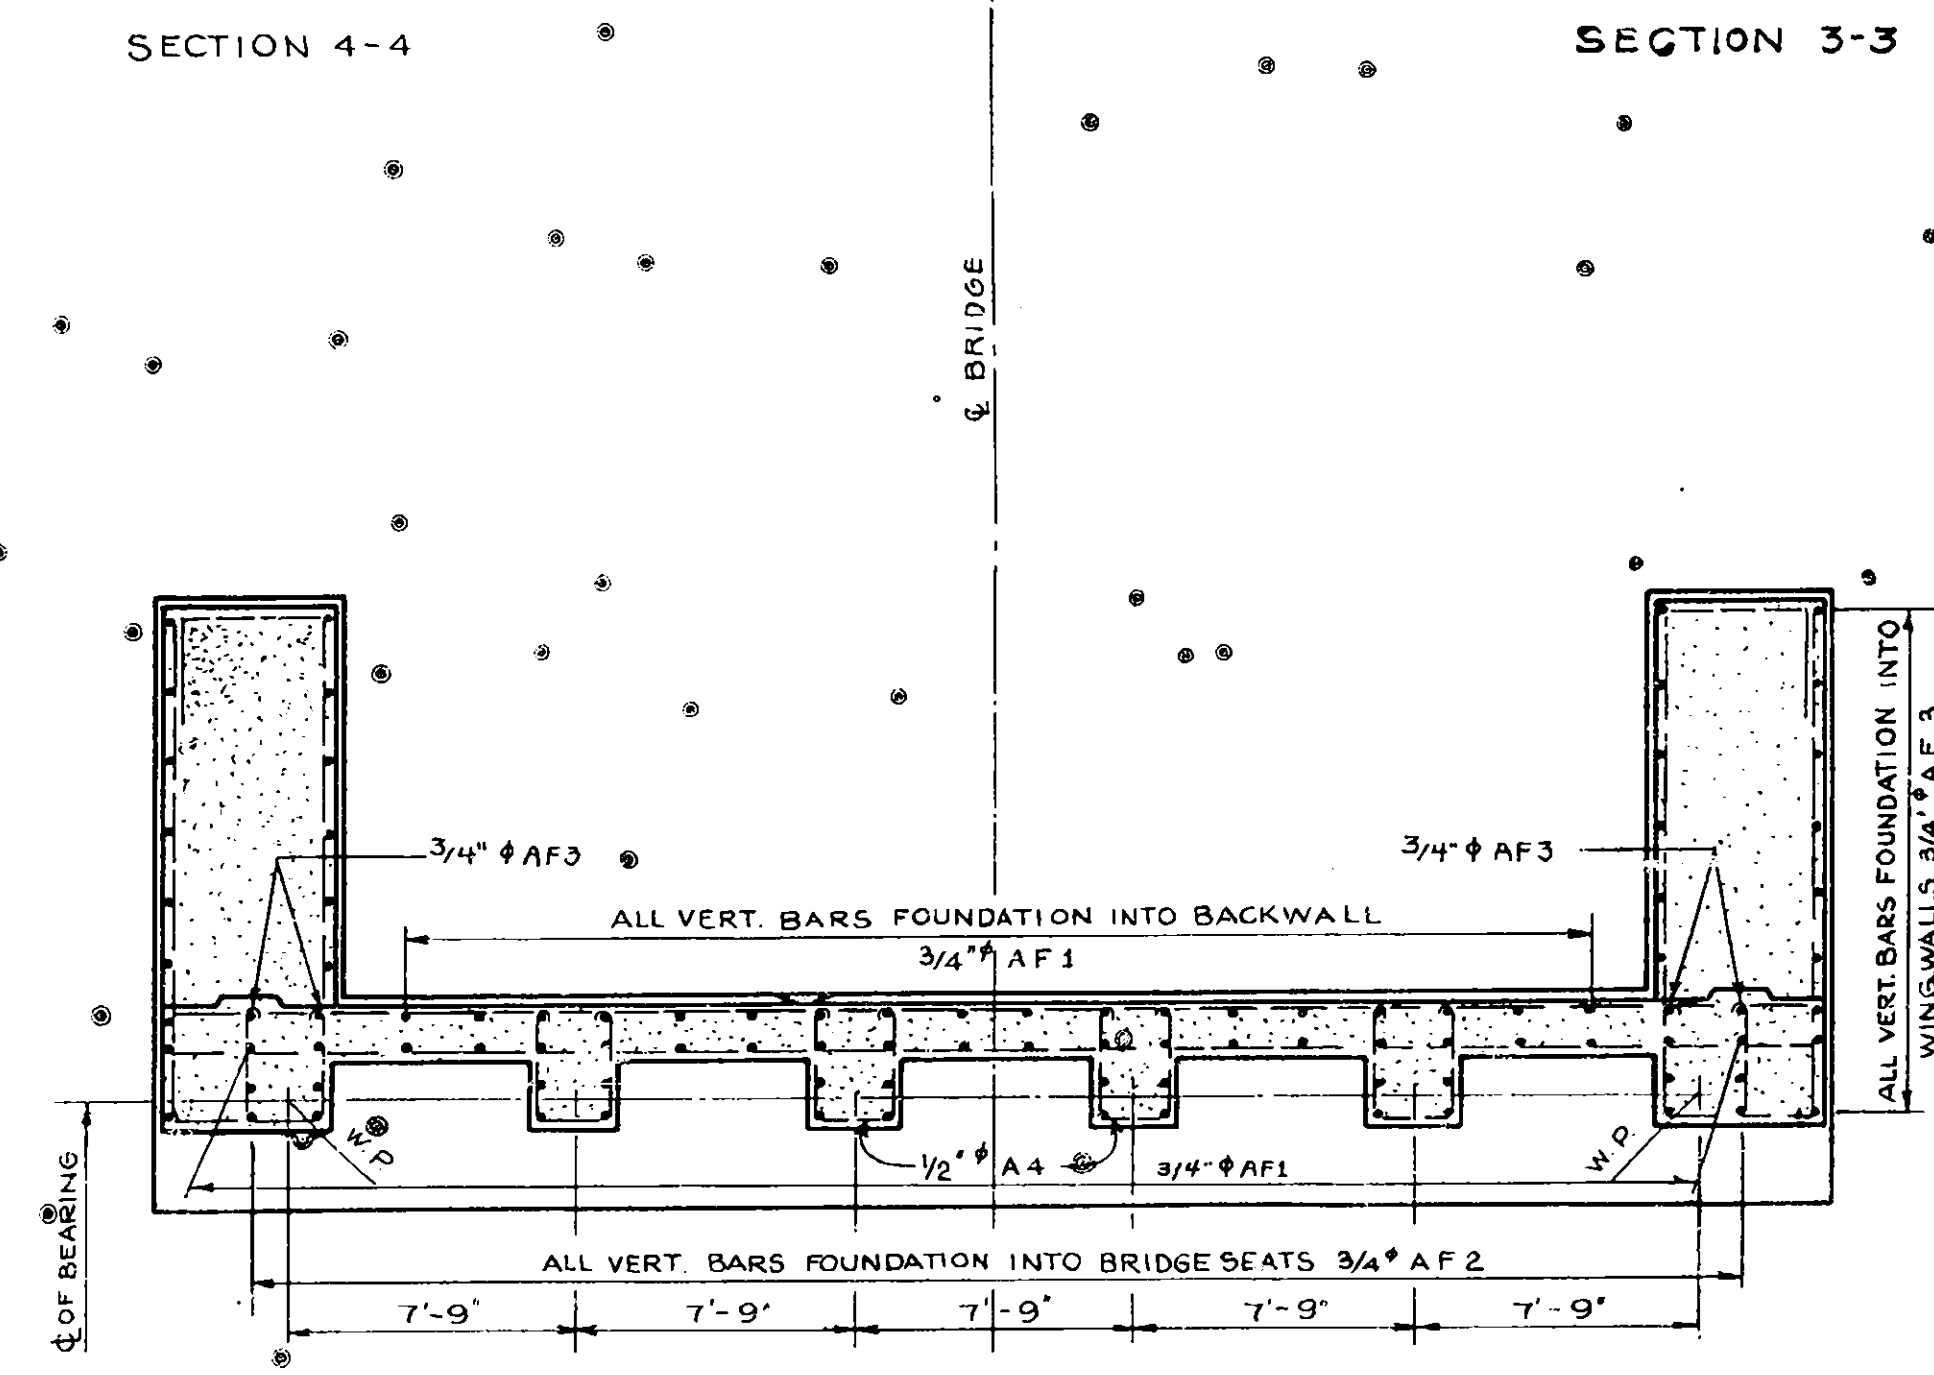 SECTION 4-4
SECTION 3-3
℄ BRIDGE
3/4" ϕ AF3
3/4" ϕ AF3
ALL VERT. BARS FOUNDATION INTO BACKWALL
3/4" ϕ AF1
ALL VERT. BARS FOUNDATION INTO
WINGWALLS 3/4' ϕ AF3
W.P.
W.P.
1/2" ϕ A4
3/4" ϕ AF1
℄ OF BEARING
ALL VERT. BARS FOUNDATION INTO BRIDGE SEATS 3/4 ϕ AF2
7'-9" 7'-9" 7'-9" 7'-9" 7'-9"